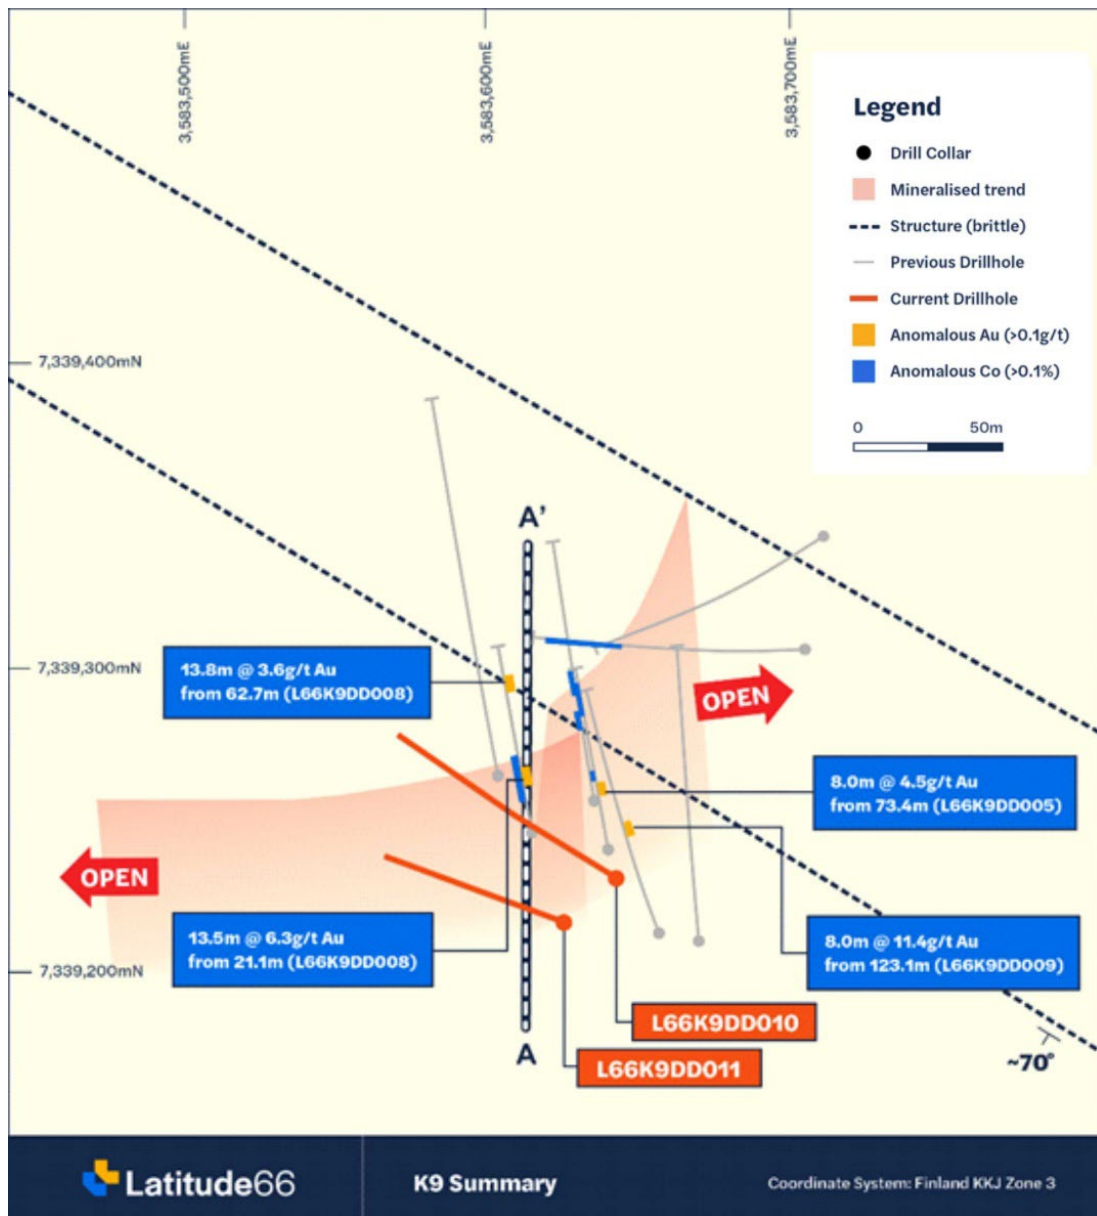 3,583,500mE
3,583,600mE
3,583,700mE
Legend
Drill Collar
Mineralised trend
Structure (brittle)
Previous Drillhole
Current Drillhole
Anomalous Au (>0.1g/t)
Anomalous Co (>0.1%)
0 50m
7,339,400mN
A'
7,339,300mN
13.8m @ 3.6g/t Au
from 62.7m (L66K9DD008)
OPEN
8.0m @ 4.5g/t Au
from 73.4m (L66K9DD005)
OPEN
13.5m @ 6.3g/t Au
from 21.1m (L66K9DD008)
8.0m @ 11.4g/t Au
from 123.1m (L66K9DD009)
7,339,200mN
L66K9DD010
A
L66K9DD011
~70°
Latitude66
K9 Summary
Coordinate System: Finland KKJ Zone 3